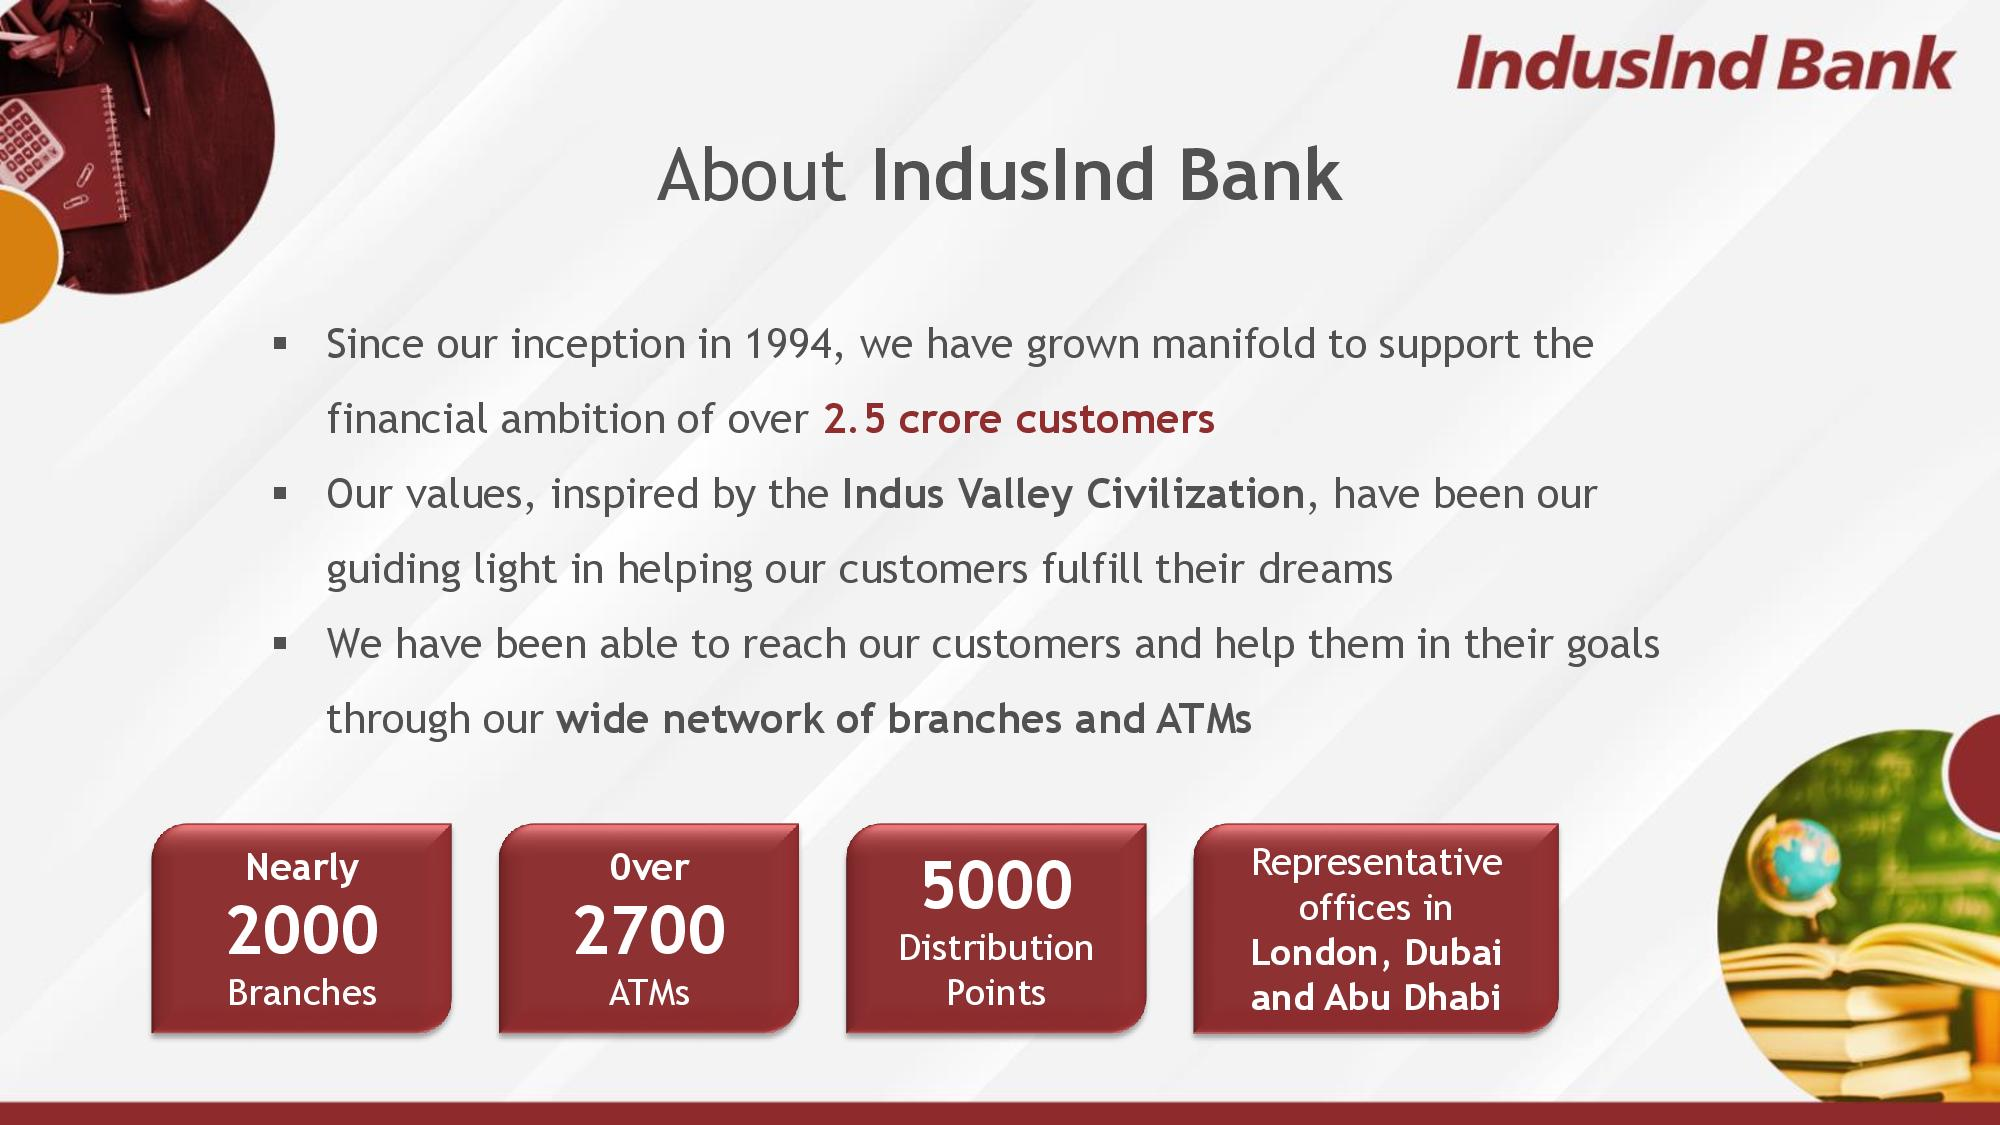 IndusInd Bank
About IndusInd Bank
▪ Since our inception in 1994, we have grown manifold to support the
financial ambition of over 2.5 crore customers
▪ Our values, inspired by the Indus Valley Civilization, have been our
guiding light in helping our customers fulfill their dreams
▪ We have been able to reach our customers and help them in their goals
through our wide network of branches and ATMs
Nearly
2000
Branches
Over
2700
ATMs
5000
Distribution
Points
Representative
offices in
London, Dubai
and Abu Dhabi